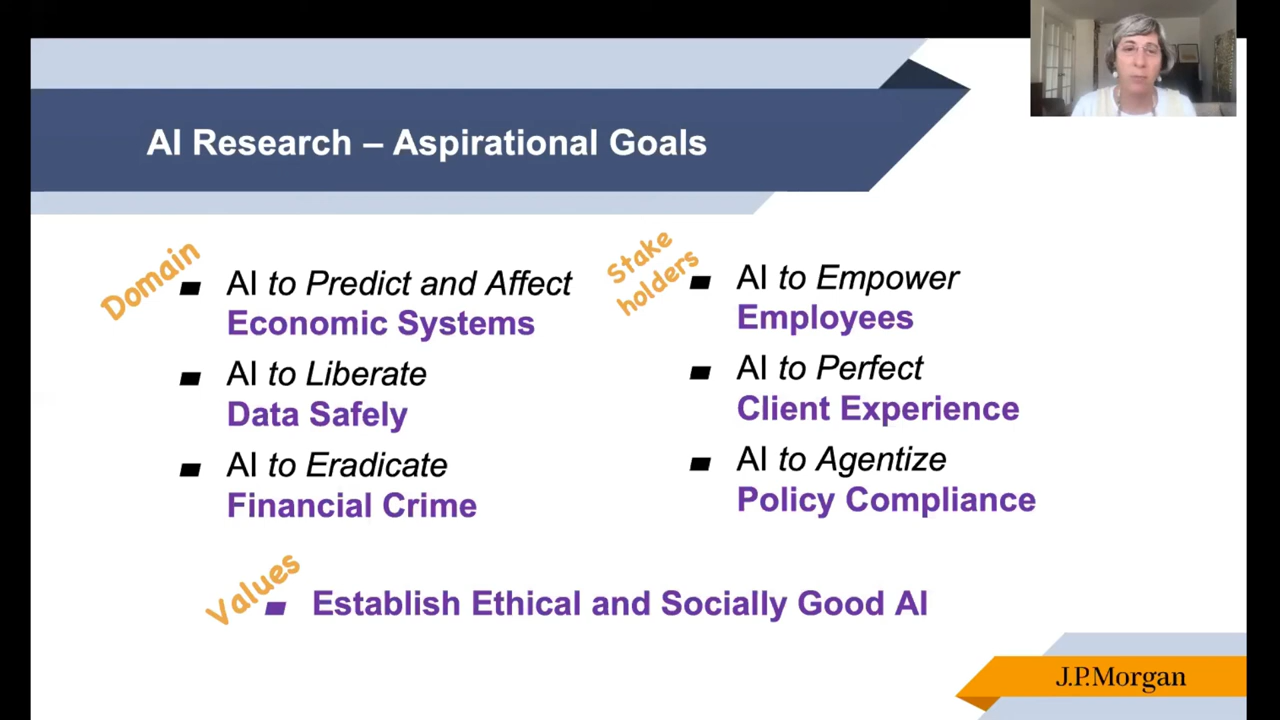 AI Research – Aspirational Goals
Domain
AI to Predict and Affect
Economic Systems
AI to Liberate
Data Safely
AI to Eradicate
Financial Crime
Stake
holders
AI to Empower
Employees
AI to Perfect
Client Experience
AI to Agentize
Policy Compliance
Values
Establish Ethical and Socially Good AI
J.P.Morgan